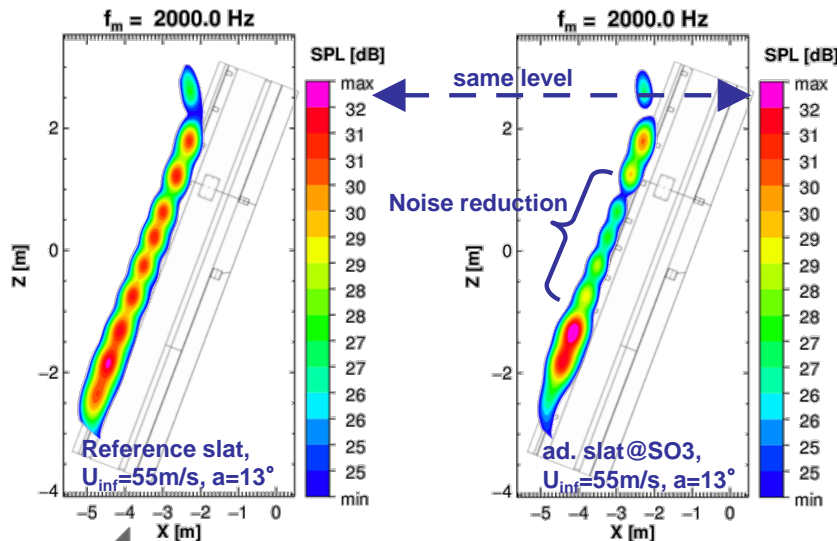 f_m = 2000.0 Hz
SPL [dB]
max
32
31
31
30
30
29
29
28
28
27
27
26
26
25
25
min
2
0
−2
−4
Z [m]
−5 −4 −3 −2 −1 0
X [m]
Reference slat,
U_inf=55m/s, a=13°
same level
Noise reduction
f_m = 2000.0 Hz
SPL [dB]
max
32
31
31
30
30
29
29
28
28
27
27
26
26
25
25
min
2
0
−2
−4
Z [m]
−5 −4 −3 −2 −1 0
X [m]
ad. slat@SO3,
U_inf=55m/s, a=13°